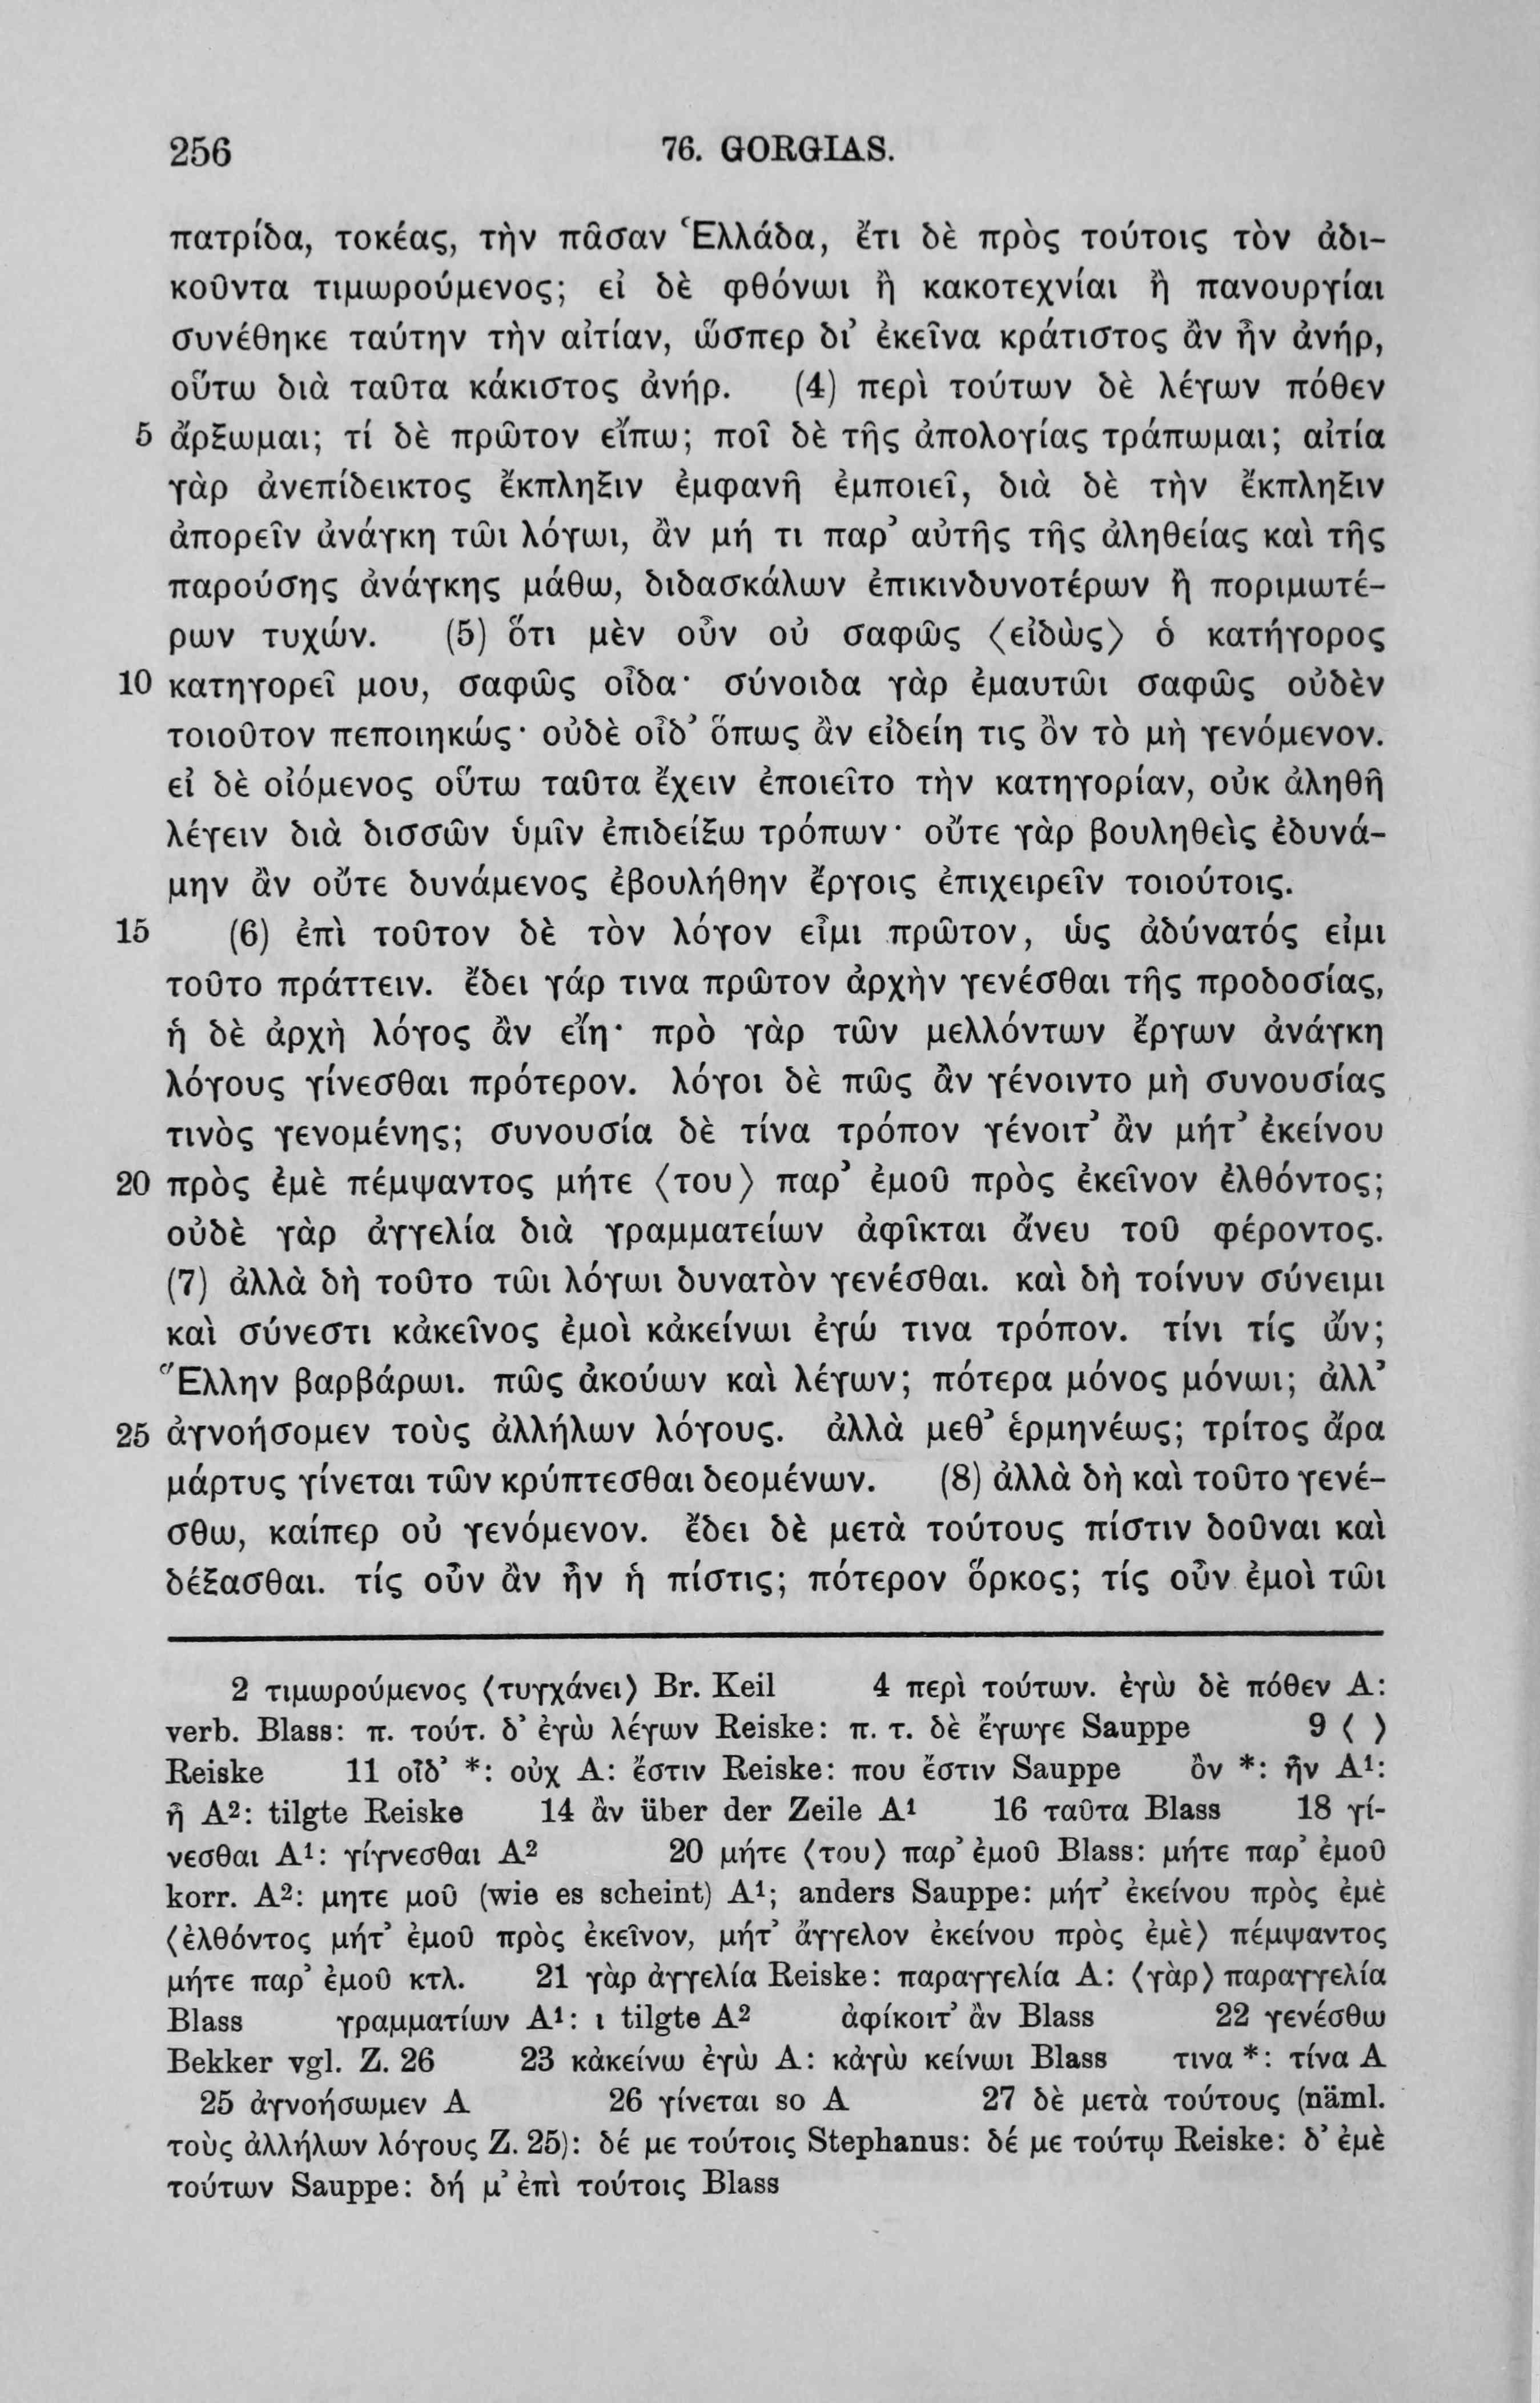 256 76. GORGIAS.
πατρίδα, τοκέας, τὴν πᾶσαν Ἑλλάδα, ἔτι δὲ πρὸς τούτοις τὸν ἀδι-
κοῦντα τιμωρούμενος; εἰ δὲ φθόνωι ἢ κακοτεχνίαι ἢ πανουργίαι
συνέθηκε ταύτην τὴν αἰτίαν, ὥσπερ δι' ἐκεῖνα κράτιστος ἂν ἦν ἀνήρ,
οὕτω διὰ ταῦτα κάκιστος ἀνήρ. (4) περὶ τούτων δὲ λέγων πόθεν
5 ἄρξωμαι; τί δὲ πρῶτον εἴπω; ποῖ δὲ τῆς ἀπολογίας τράπωμαι; αἰτία
γὰρ ἀνεπίδεικτος ἔκπληξιν ἐμφανῆ ἐμποιεῖ, διὰ δὲ τὴν ἔκπληξιν
ἀπορεῖν ἀνάγκη τῶι λόγωι, ἂν μή τι παρ' αὐτῆς τῆς ἀληθείας καὶ τῆς
παρούσης ἀνάγκης μάθω, διδασκάλων ἐπικινδυνοτέρων ἢ ποριμωτέ-
ρων τυχών. (5) ὅτι μὲν οὖν οὐ σαφῶς ⟨εἰδὼς⟩ ὁ κατήγορος
10 κατηγορεῖ μου, σαφῶς οἶδα· σύνοιδα γὰρ ἐμαυτῶι σαφῶς οὐδὲν
τοιοῦτον πεποιηκώς· οὐδὲ οἶδ' ὅπως ἂν εἰδείη τις ὂν τὸ μὴ γενόμενον.
εἰ δὲ οἰόμενος οὕτω ταῦτα ἔχειν ἐποιεῖτο τὴν κατηγορίαν, οὐκ ἀληθῆ
λέγειν διὰ δισσῶν ὑμῖν ἐπιδείξω τρόπων· οὔτε γὰρ βουληθεὶς ἐδυνά-
μην ἂν οὔτε δυνάμενος ἐβουλήθην ἔργοις ἐπιχειρεῖν τοιούτοις.
15 (6) ἐπὶ τοῦτον δὲ τὸν λόγον εἶμι πρῶτον, ὡς ἀδύνατός εἰμι
τοῦτο πράττειν. ἔδει γάρ τινα πρῶτον ἀρχὴν γενέσθαι τῆς προδοσίας,
ἡ δὲ ἀρχὴ λόγος ἂν εἴη· πρὸ γὰρ τῶν μελλόντων ἔργων ἀνάγκη
λόγους γίνεσθαι πρότερον. λόγοι δὲ πῶς ἂν γένοιντο μὴ συνουσίας
τινὸς γενομένης; συνουσία δὲ τίνα τρόπον γένοιτ' ἂν μήτ' ἐκείνου
20 πρὸς ἐμὲ πέμψαντος μήτε ⟨του⟩ παρ' ἐμοῦ πρὸς ἐκεῖνον ἐλθόντος;
οὐδὲ γὰρ ἀγγελία διὰ γραμματείων ἀφῖκται ἄνευ τοῦ φέροντος.
(7) ἀλλὰ δὴ τοῦτο τῶι λόγωι δυνατὸν γενέσθαι. καὶ δὴ τοίνυν σύνειμι
καὶ σύνεστι κἀκεῖνος ἐμοὶ κἀκείνωι ἐγώ τινα τρόπον. τίνι τίς ὤν;
Ἕλλην βαρβάρωι. πῶς ἀκούων καὶ λέγων; πότερα μόνος μόνωι; ἀλλ'
25 ἀγνοήσομεν τοὺς ἀλλήλων λόγους. ἀλλὰ μεθ' ἑρμηνέως; τρίτος ἄρα
μάρτυς γίνεται τῶν κρύπτεσθαι δεομένων. (8) ἀλλὰ δὴ καὶ τοῦτο γενέ-
σθω, καίπερ οὐ γενόμενον. ἔδει δὲ μετὰ τούτους πίστιν δοῦναι καὶ
δέξασθαι. τίς οὖν ἂν ἦν ἡ πίστις; πότερον ὅρκος; τίς οὖν ἐμοὶ τῶι
2 τιμωρούμενος ⟨τυγχάνει⟩ Br. Keil 4 περὶ τούτων. ἐγὼ δὲ πόθεν A:
verb. Blass: π. τούτ. δ' ἐγὼ λέγων Reiske: π. τ. δὲ ἔγωγε Sauppe 9 ⟨ ⟩
Reiske 11 οἶδ' *: οὐχ A: ἔστιν Reiske: που ἔστιν Sauppe ὂν *: ἦν A¹:
ἢ A²: tilgte Reiske 14 ἂν über der Zeile A¹ 16 ταῦτα Blass 18 γί-
νεσθαι A¹: γίγνεσθαι A² 20 μήτε ⟨του⟩ παρ' ἐμοῦ Blass: μήτε παρ' ἐμοῦ
korr. A²: μητε μοῦ (wie es scheint) A¹; anders Sauppe: μήτ' ἐκείνου πρὸς ἐμὲ
⟨ἐλθόντος μήτ' ἐμοῦ πρὸς ἐκεῖνον, μήτ' ἄγγελον ἐκείνου πρὸς ἐμὲ⟩ πέμψαντος
μήτε παρ' ἐμοῦ κτλ. 21 γὰρ ἀγγελία Reiske: παραγγελία A: ⟨γὰρ⟩ παραγγελία
Blass γραμματίων A¹: ι tilgte A² ἀφίκοιτ' ἂν Blass 22 γενέσθω
Bekker vgl. Z. 26 23 κἀκείνω ἐγὼ A: κἀγὼ κείνωι Blass τινα *: τίνα A
25 ἀγνοήσωμεν A 26 γίνεται so A 27 δὲ μετὰ τούτους (näml.
τοὺς ἀλλήλων λόγους Z. 25): δέ με τούτοις Stephanus: δέ με τούτῳ Reiske: δ' ἐμὲ
τούτων Sauppe: δή μ' ἐπὶ τούτοις Blass